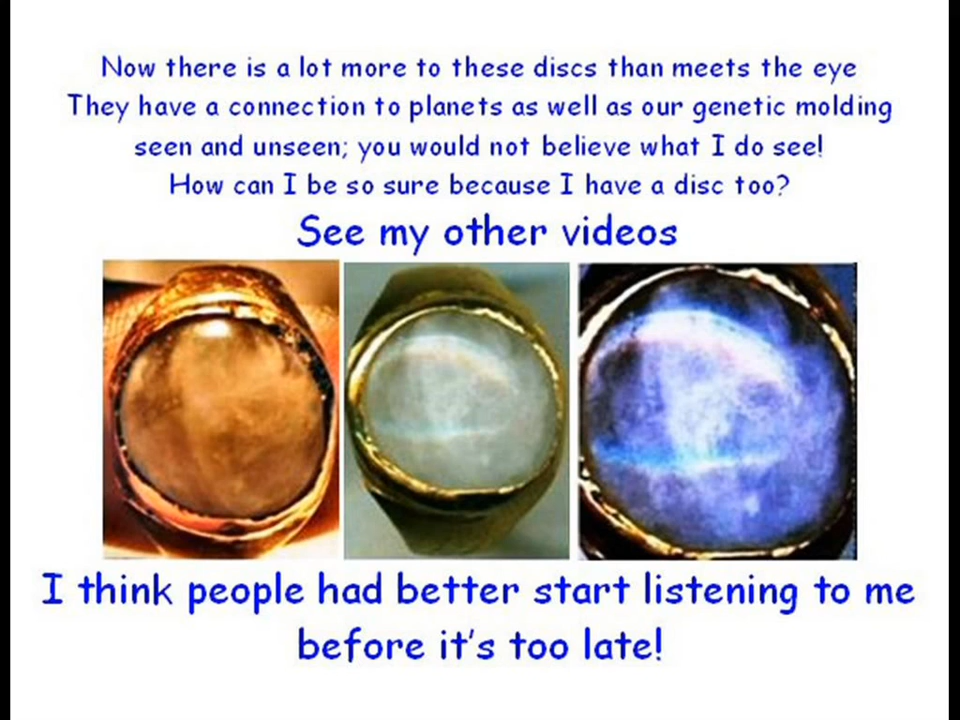 Now there is a lot more to these discs than meets the eye
They have a connection to planets as well as our genetic molding
seen and unseen; you would not believe what I do see!
How can I be so sure because I have a disc too?
See my other videos
I think people had better start listening to me
before it's too late!